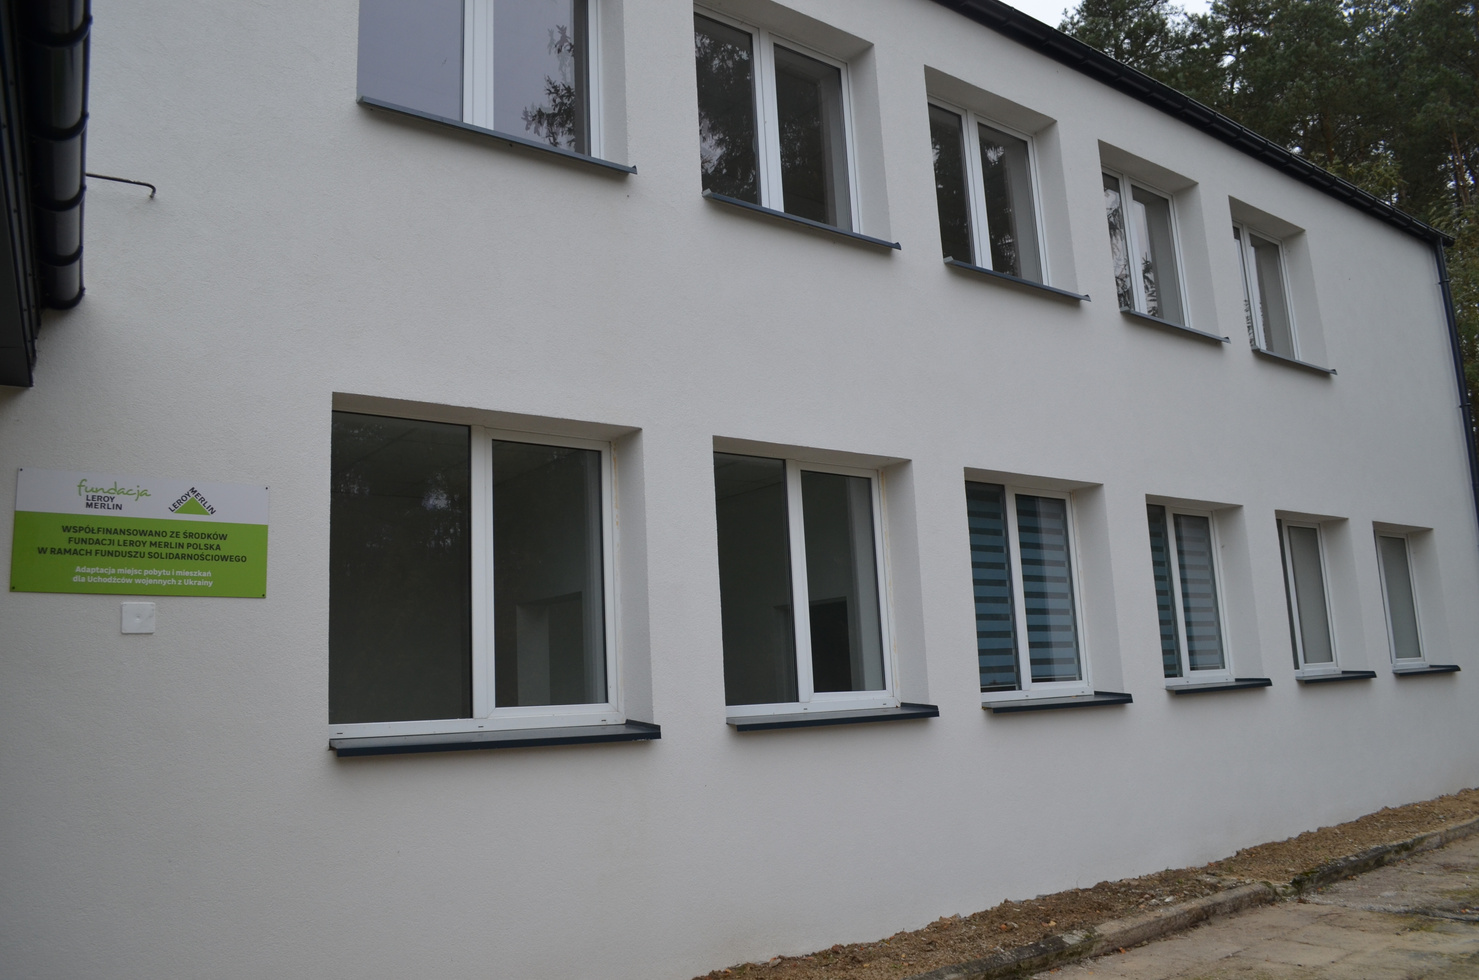 fundacja
LEROY
MERLIN
LEROY MERLIN
WSPÓŁFINANSOWANO ZE ŚRODKÓW
FUNDACJI LEROY MERLIN POLSKA
W RAMACH FUNDUSZU SOLIDARNOŚCIOWEGO
Adaptacja miejsc pobytu i mieszkań
dla Uchodźców wojennych z Ukrainy